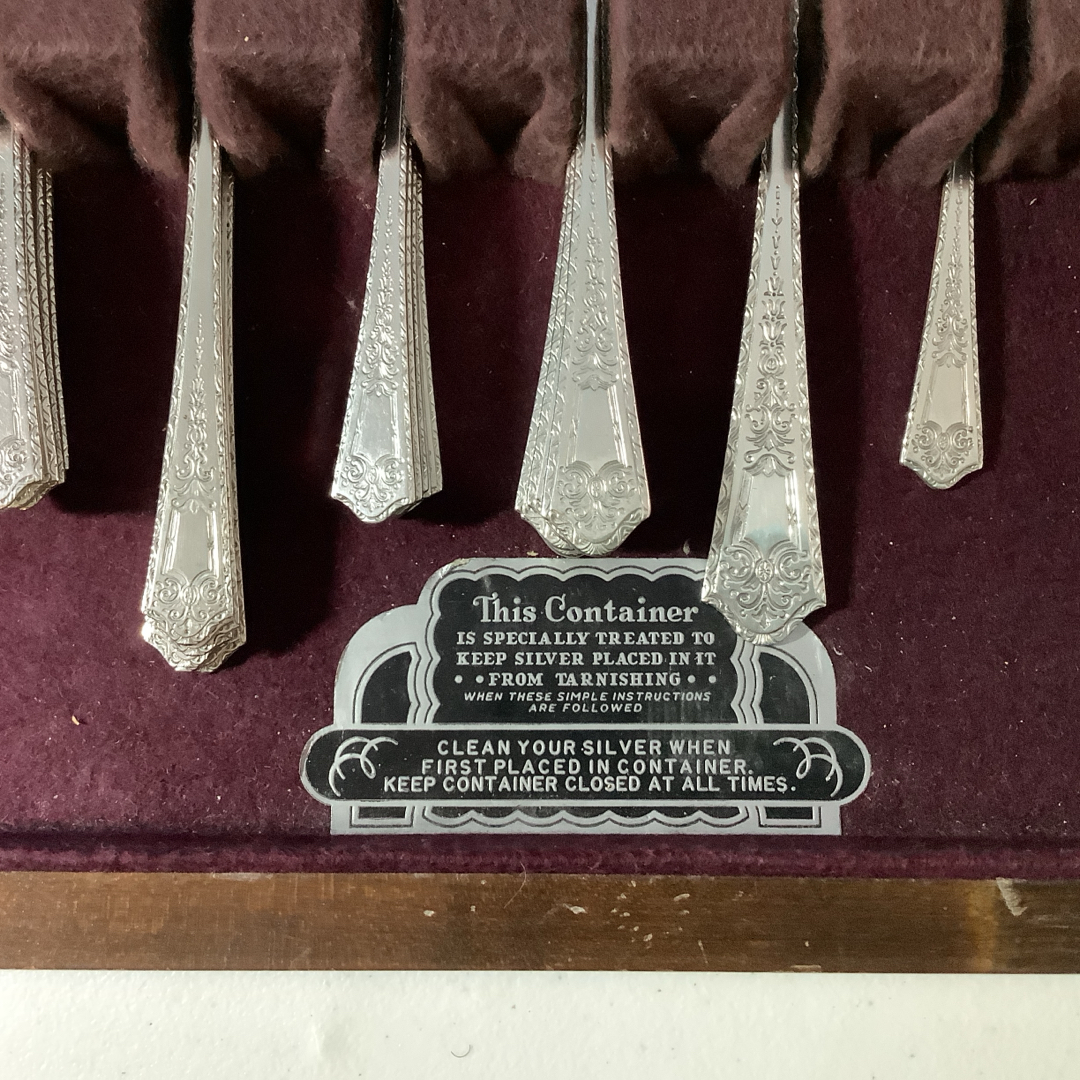 This Container
IS SPECIALLY TREATED TO
KEEP SILVER PLACED IN IT
• • FROM TARNISHING • •
WHEN THESE SIMPLE INSTRUCTIONS
ARE FOLLOWED
CLEAN YOUR SILVER WHEN
FIRST PLACED IN CONTAINER.
KEEP CONTAINER CLOSED AT ALL TIMES.